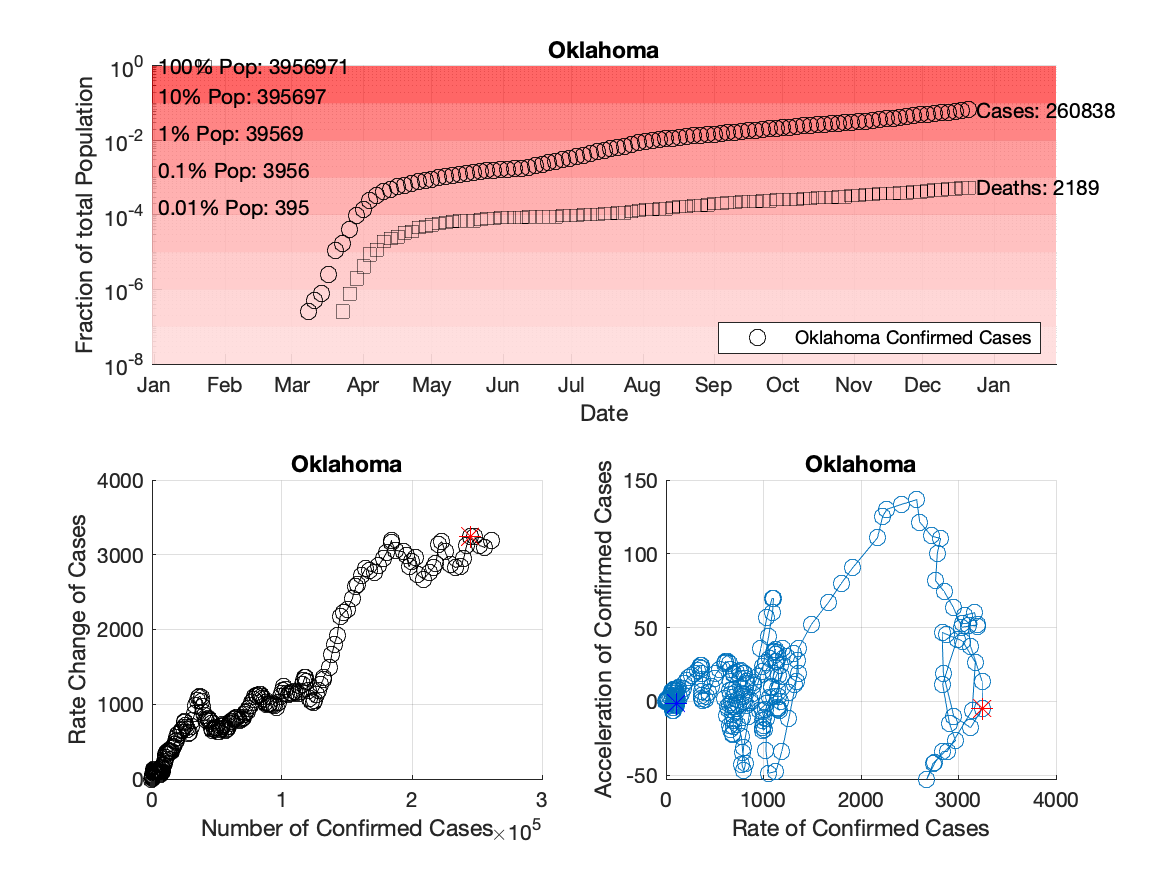 Oklahoma
10^0
10^-2
10^-4
10^-6
10^-8
Fraction of total Population
100% Pop: 3956971
10% Pop: 395697
1% Pop: 39569
0.1% Pop: 3956
0.01% Pop: 395
Cases: 260838
Deaths: 2189
Oklahoma Confirmed Cases
Jan Feb Mar Apr May Jun Jul Aug Sep Oct Nov Dec Jan
Date
Oklahoma
4000
3000
2000
1000
0
Rate Change of Cases
0 1 2 3
Number of Confirmed Cases ×10^5
Oklahoma
150
100
50
0
-50
Acceleration of Confirmed Cases
0 1000 2000 3000 4000
Rate of Confirmed Cases